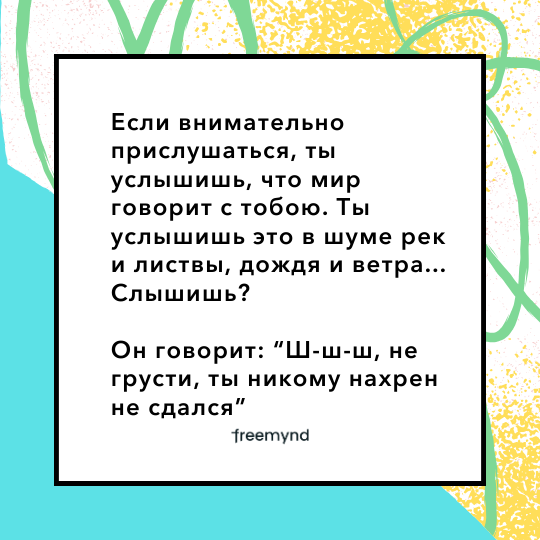 Если внимательно
прислушаться, ты
услышишь, что мир
говорит с тобою. Ты
услышишь это в шуме рек
и листвы, дождя и ветра...
Слышишь?
Он говорит: “Ш-ш-ш, не
грусти, ты никому нахрен
не сдался”
freemynd